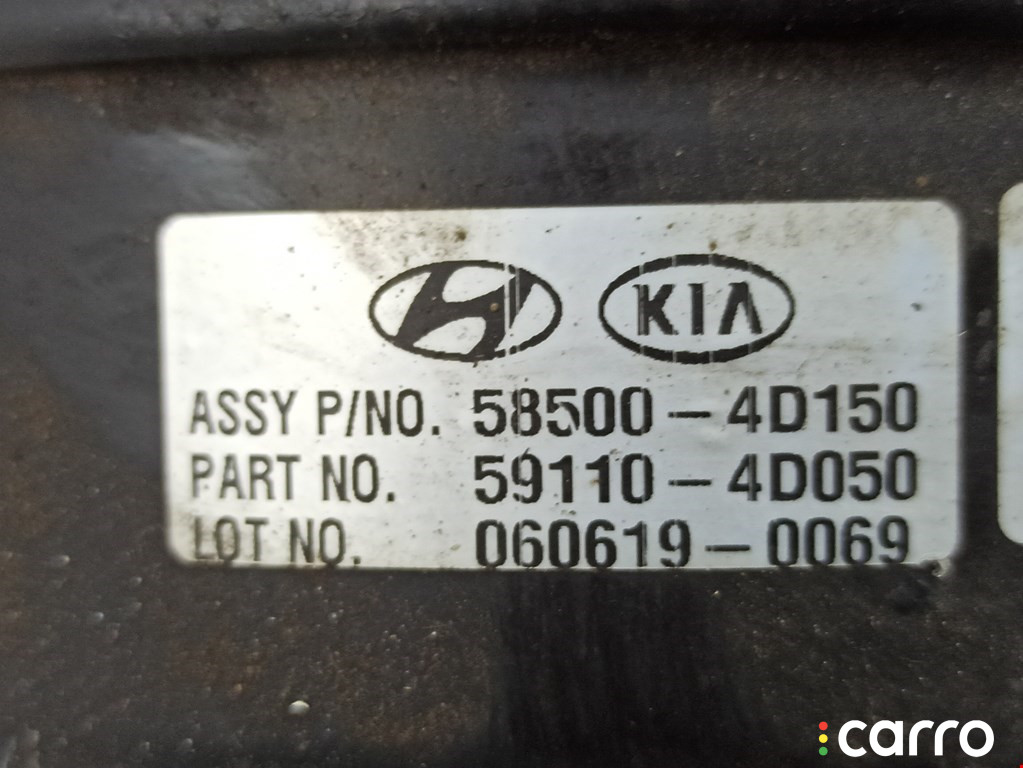 KIA
ASSY P/NO. 58500-4D150
PART NO. 59110-4D050
LOT NO. 060619-0069
carro